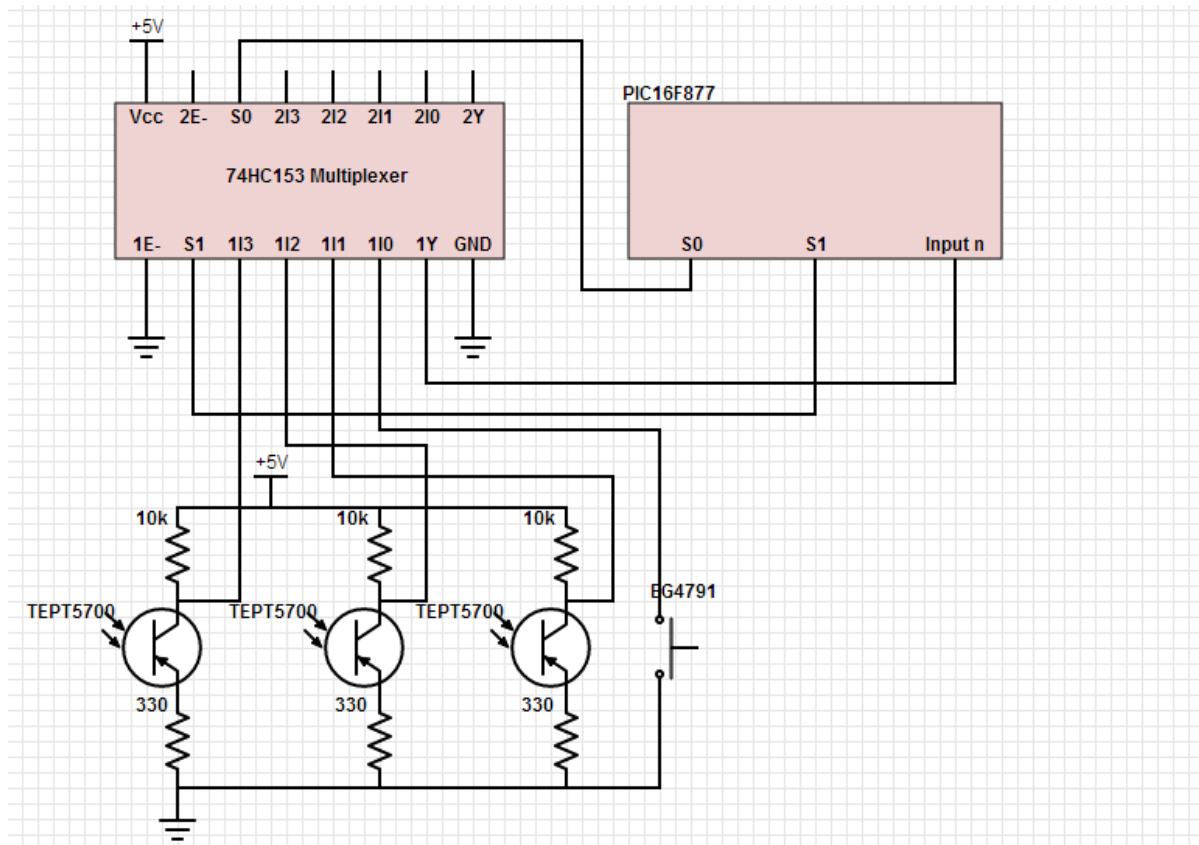 +5V
PIC16F877
Vcc 2E- S0 2I3 2I2 2I1 2I0 2Y
74HC153 Multiplexer
1E- S1 1I3 1I2 1I1 1I0 1Y GND
S0 S1 Input n
+5V
10k 10k 10k
EG4791
TEPT5700 TEPT5700 TEPT5700
330 330 330